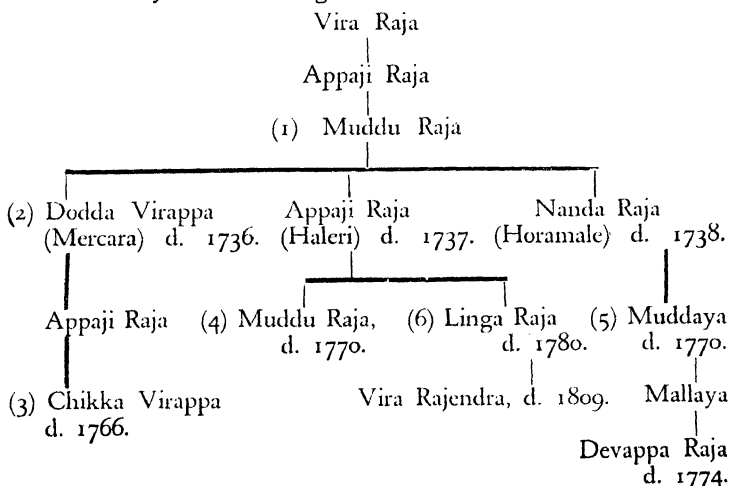 Vira Raja
Appaji Raja
(1) Muddu Raja
(2) Dodda Virappa Appaji Raja Nanda Raja
(Mercara) d. 1736. (Haleri) d. 1737. (Horamale) d. 1738.
Appaji Raja (4) Muddu Raja, (6) Linga Raja (5) Muddaya
d. 1770. d. 1780. d. 1770.
(3) Chikka Virappa Vira Rajendra, d. 1809. Mallaya
d. 1766.
Devappa Raja
d. 1774.